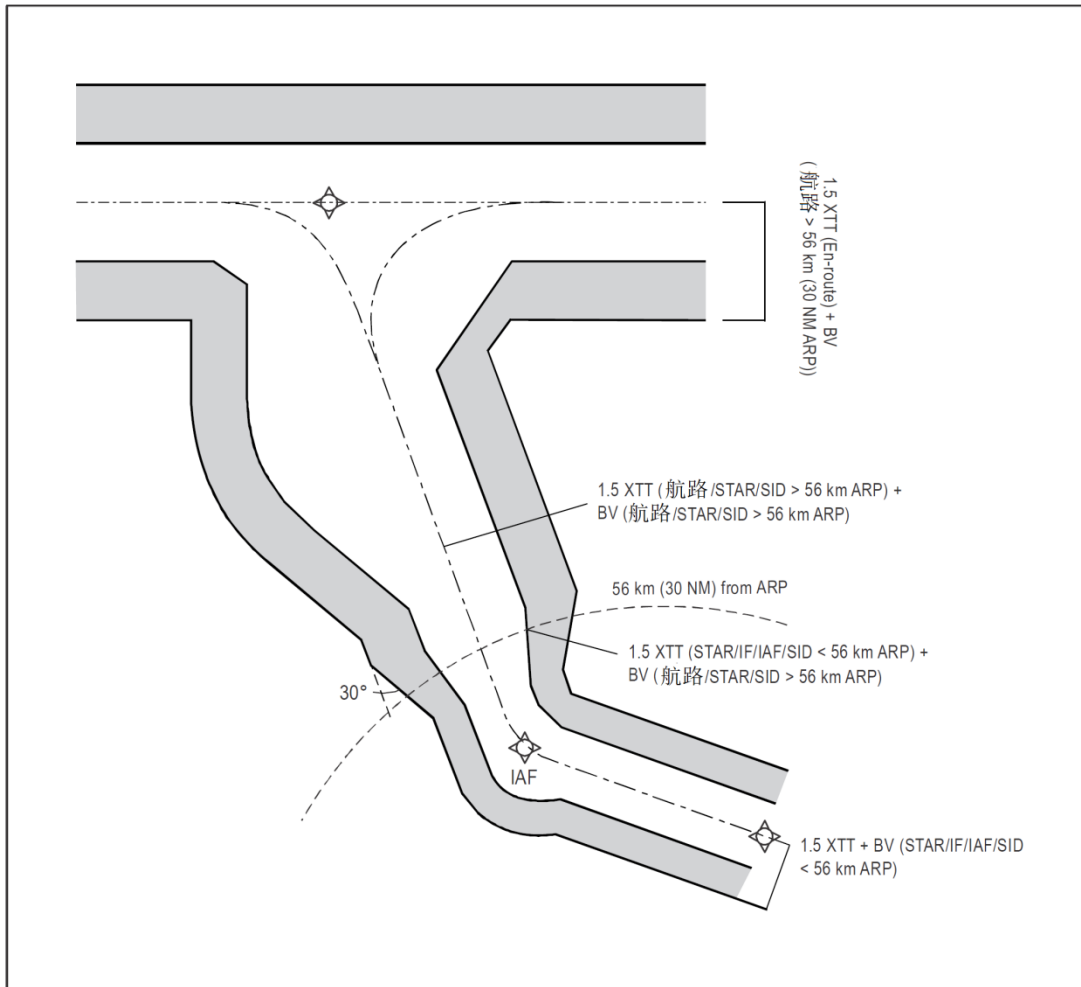 1.5 XTT (En-route) + BV
(航路 > 56 km (30 NM ARP))
1.5 XTT (航路/STAR/SID > 56 km ARP) +
BV (航路/STAR/SID > 56 km ARP)
56 km (30 NM) from ARP
1.5 XTT (STAR/IF/IAF/SID < 56 km ARP) +
BV (航路/STAR/SID > 56 km ARP)
30°
IAF
1.5 XTT + BV (STAR/IF/IAF/SID
< 56 km ARP)